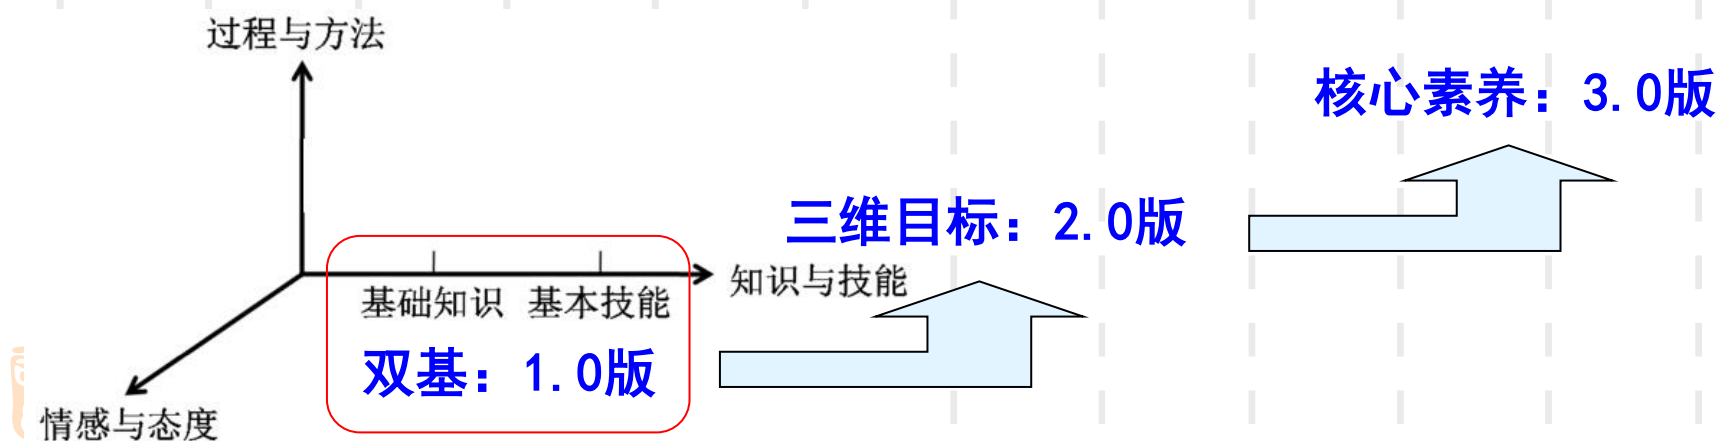 过程与方法
核心素养：3.0版
三维目标：2.0版
知识与技能
基础知识 基本技能
双基：1.0版
情感与态度